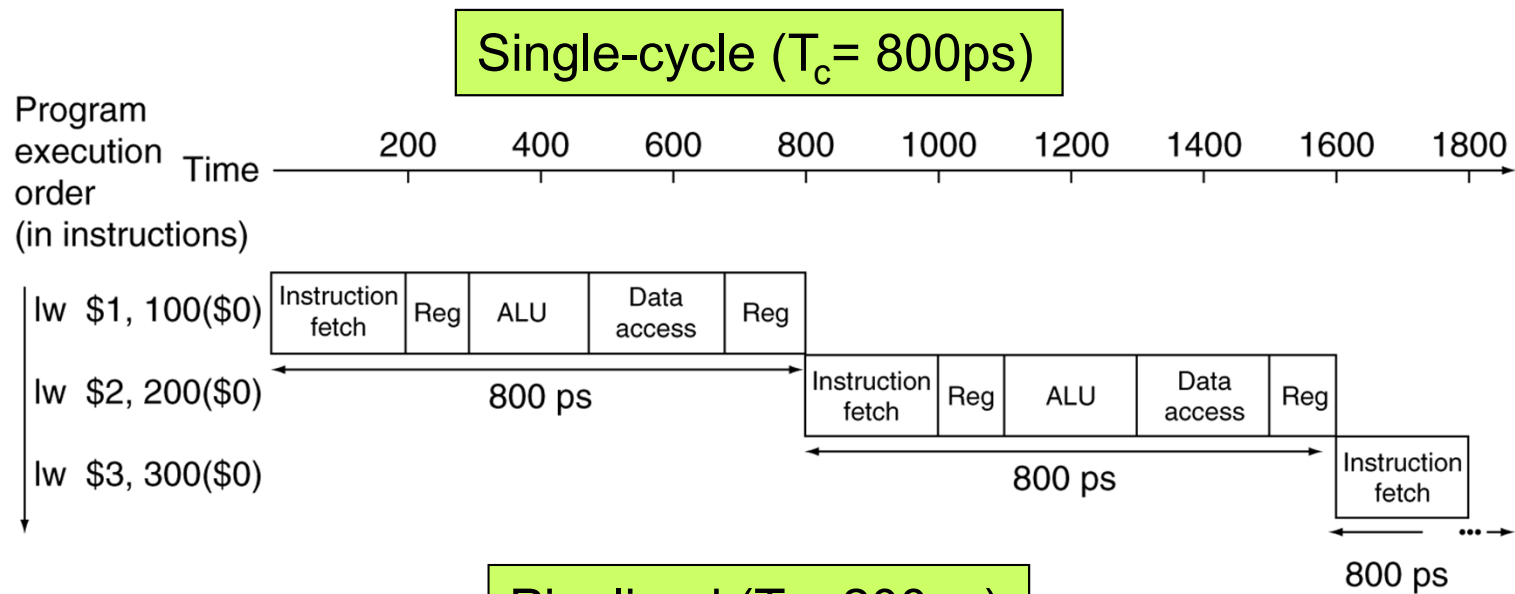 Single-cycle (Tc= 800ps)
Program
execution
order
(in instructions)
Time
200 400 600 800 1000 1200 1400 1600 1800
lw $1, 100($0)
Instruction
fetch
Reg
ALU
Data
access
Reg
800 ps
lw $2, 200($0)
Instruction
fetch
Reg
ALU
Data
access
Reg
800 ps
lw $3, 300($0)
Instruction
fetch
•••
800 ps